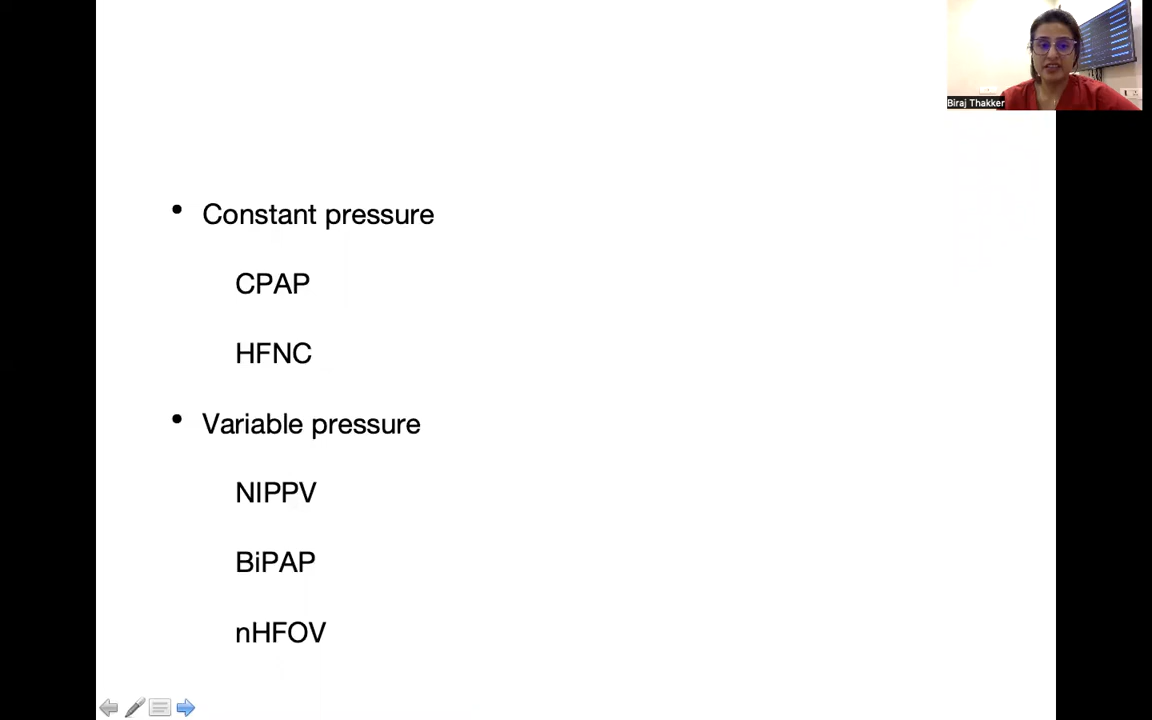 Biraj Thakker
• Constant pressure
CPAP
HFNC
• Variable pressure
NIPPV
BiPAP
nHFOV